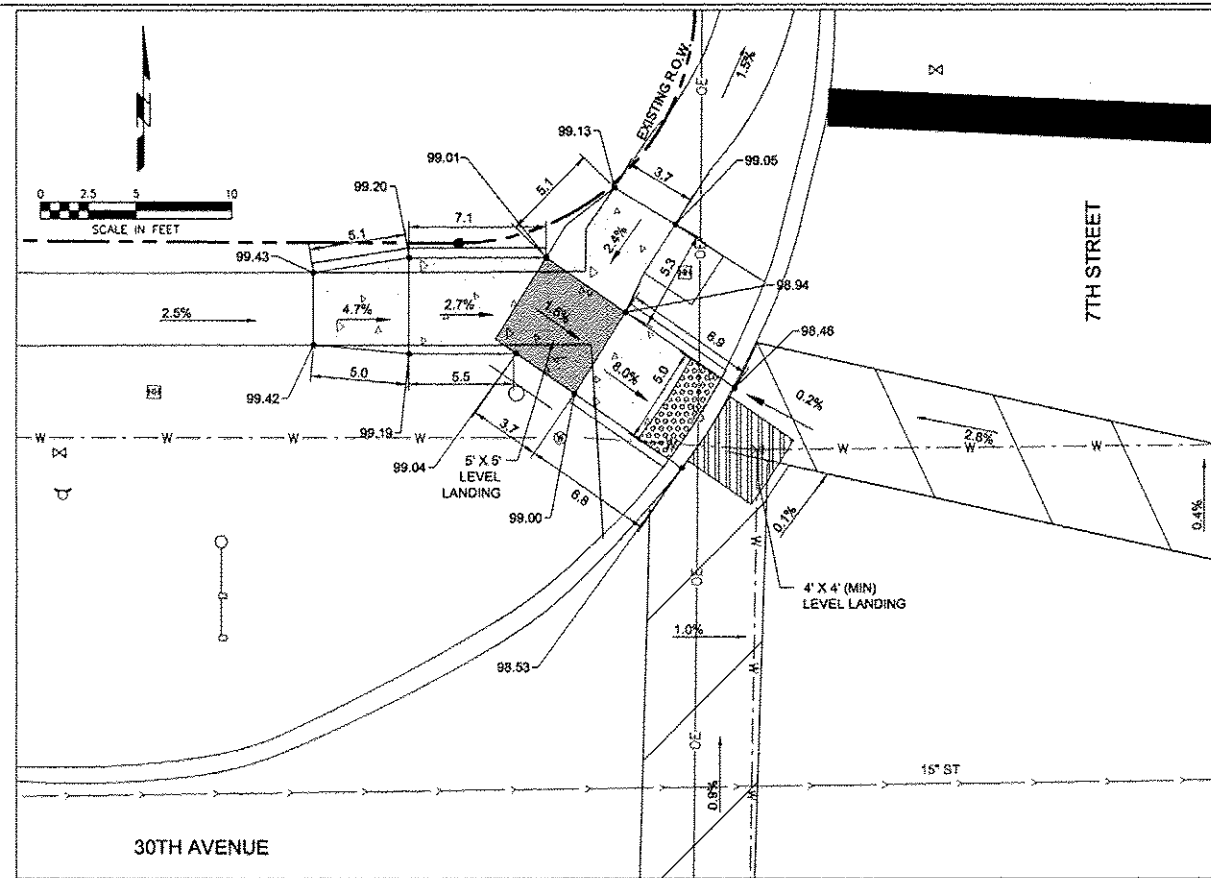 EXISTING R.O.W.
OE
1.5%
99.13
99.01
5.1
3.7
99.05
99.20
0 2.5 5 10
SCALE IN FEET
7.1
5.1
99.43
2.4%
5.3
OE
7TH STREET
98.94
2.5%
4.7%
2.7%
1.6%
6.9
98.46
8.0%
5.0
0.2%
5.0
5.5
99.42
2.8%
W W W W
99.19
W W W
3.7
99.04
5' X 5'
LEVEL
LANDING
6.8
99.00
0.1%
0.4%
W
OE
4' X 4' (MIN)
LEVEL LANDING
1.0%
W
98.53
OE
0.9%
W
15" ST
30TH AVENUE